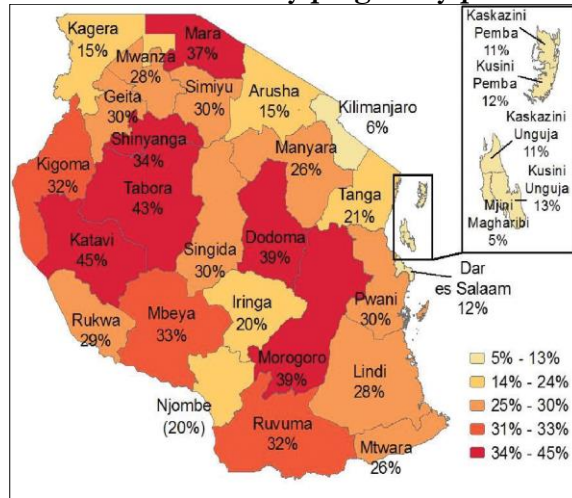 Kagera
15%
Mara
37%
Mwanza
28%
Geita
30%
Simiyu
30%
Arusha
15%
Kilimanjaro
6%
Shinyanga
34%
Kigoma
32%
Tabora
43%
Manyara
26%
Tanga
21%
Katavi
45%
Singida
30%
Dodoma
39%
Dar
es Salaam
12%
Rukwa
29%
Mbeya
33%
Iringa
20%
Pwani
30%
Morogoro
39%
Lindi
28%
Njombe
(20%)
Ruvuma
32%
Mtwara
26%
Kaskazini
Pemba
11%
Kusini
Pemba
12%
Kaskazini
Unguja
11%
Kusini
Unguja
13%
Mjini
Magharibi
5%
5% - 13%
14% - 24%
25% - 30%
31% - 33%
34% - 45%